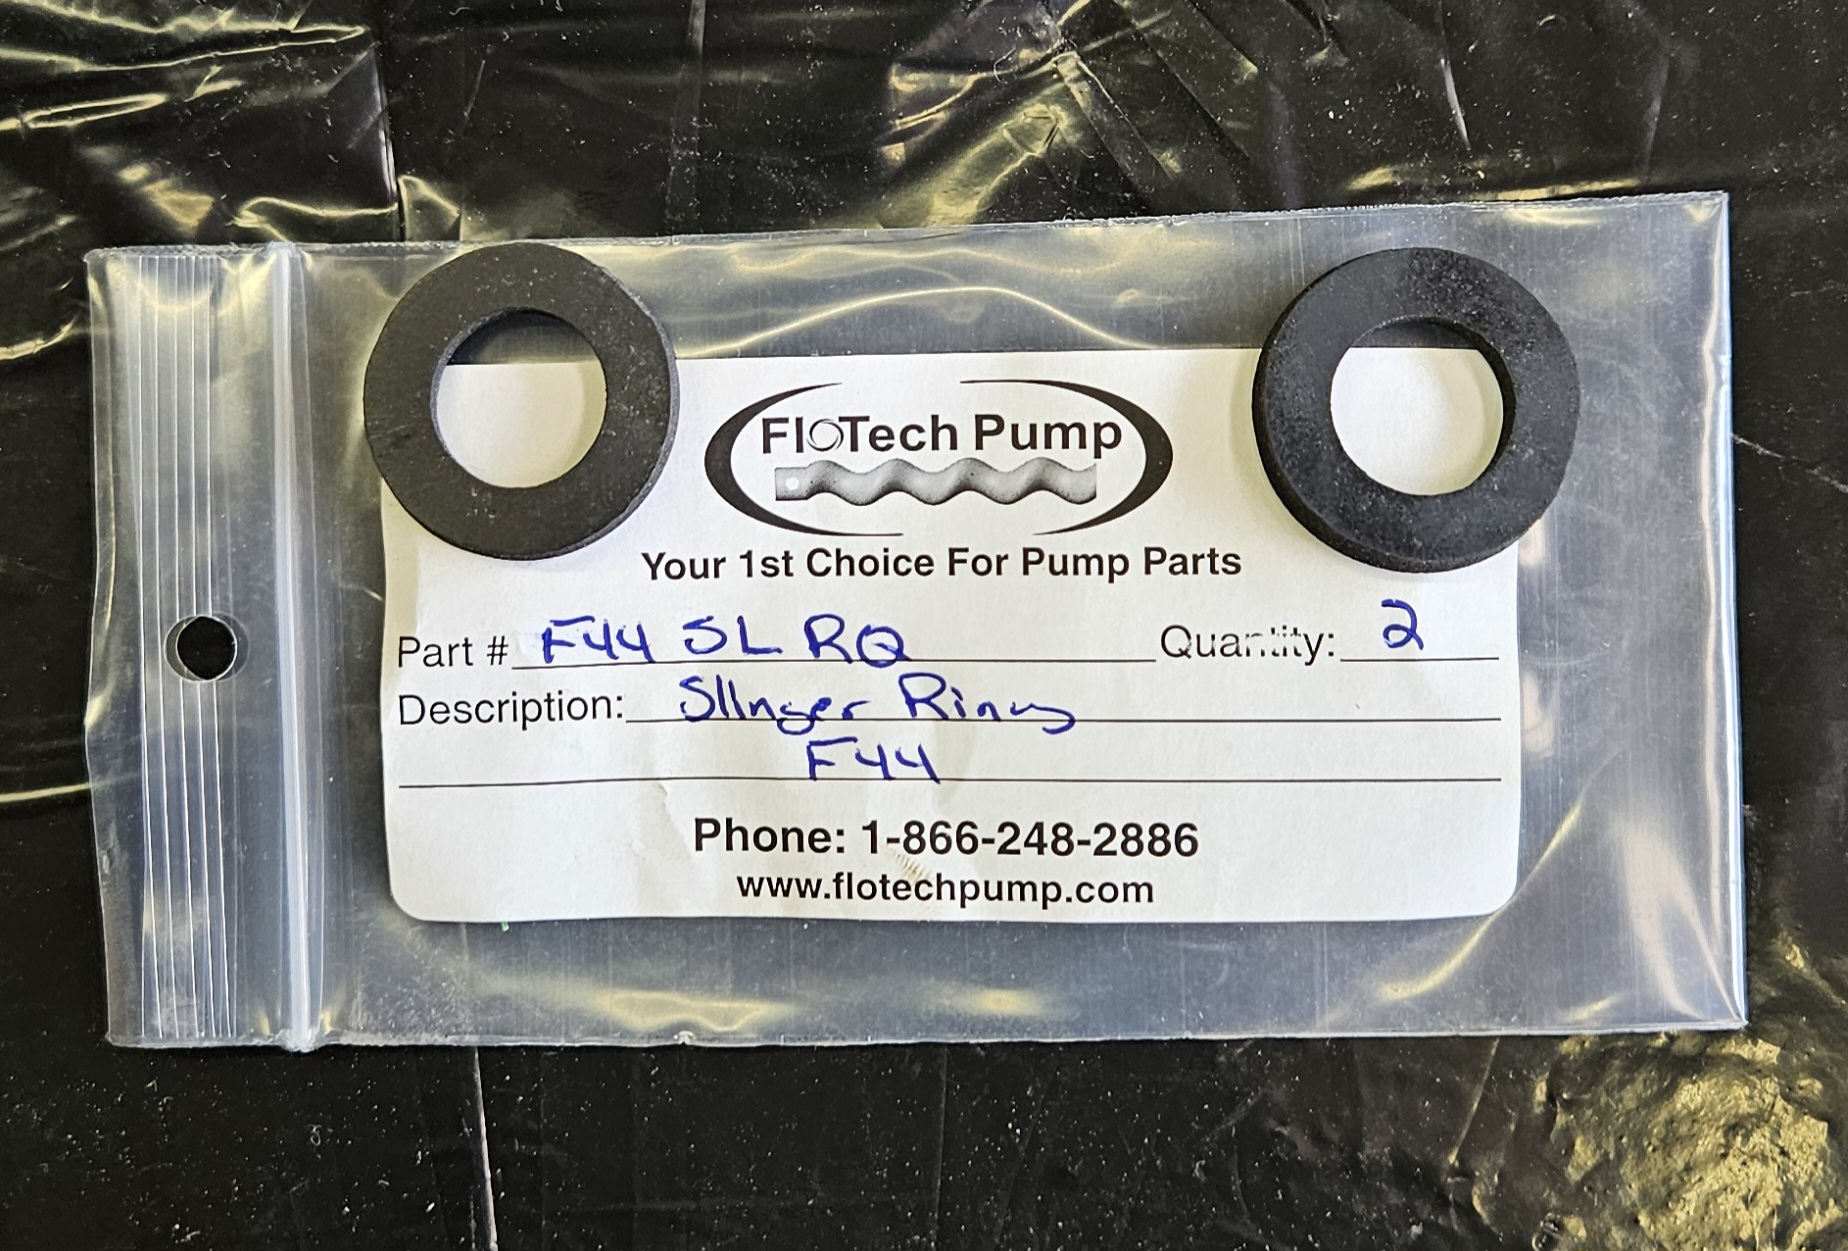 FloTech Pump
Your 1st Choice For Pump Parts
Part # F44 SL RQ Quantity: 2
Description: Slinger Ring
F44
Phone: 1-866-248-2886
www.flotechpump.com